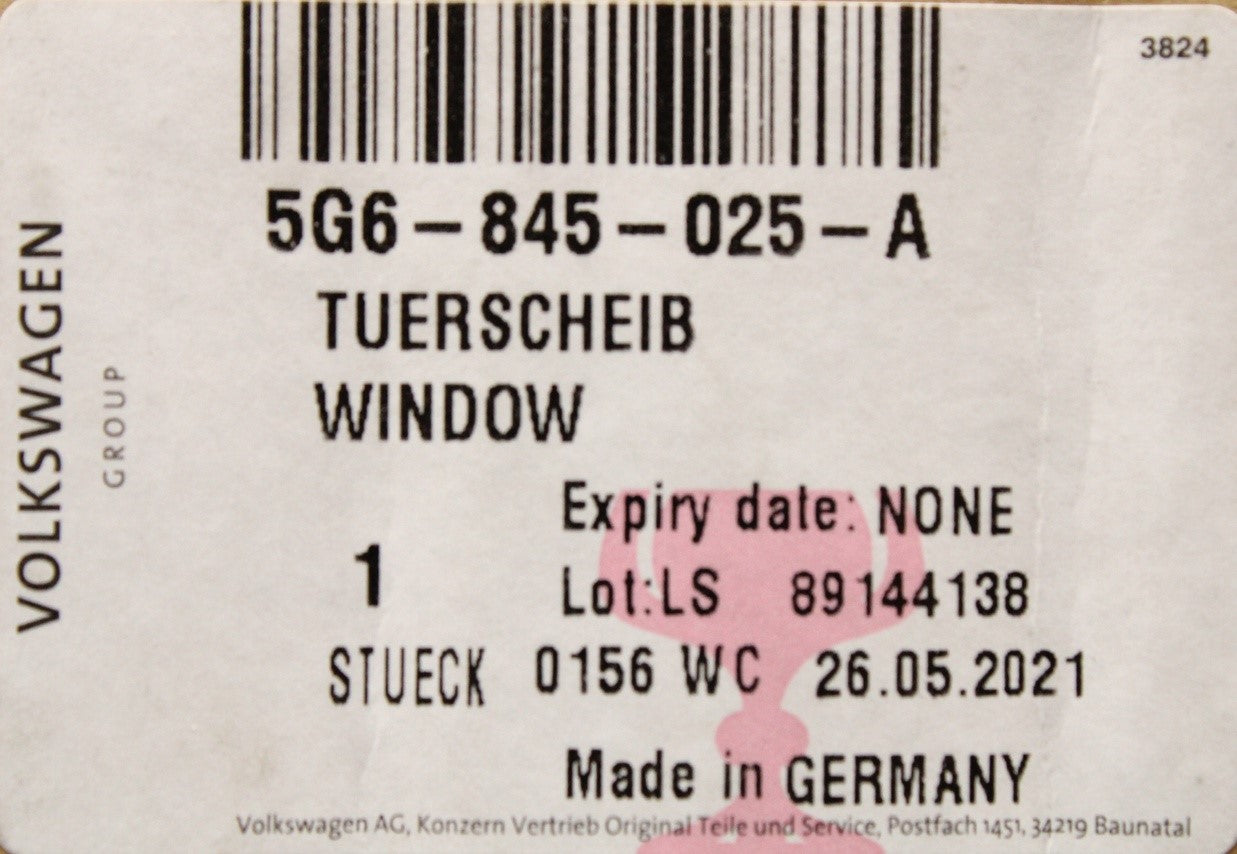 3824
5G6-845-025-A
TUERSCHEIB
WINDOW
Expiry date: NONE
1
Lot:LS 89144138
STUECK 0156 WC 26.05.2021
Made in GERMANY
Volkswagen AG, Konzern Vertrieb Original Teile und Service, Postfach 1451, 34219 Baunatal
VOLKSWAGEN
GROUP